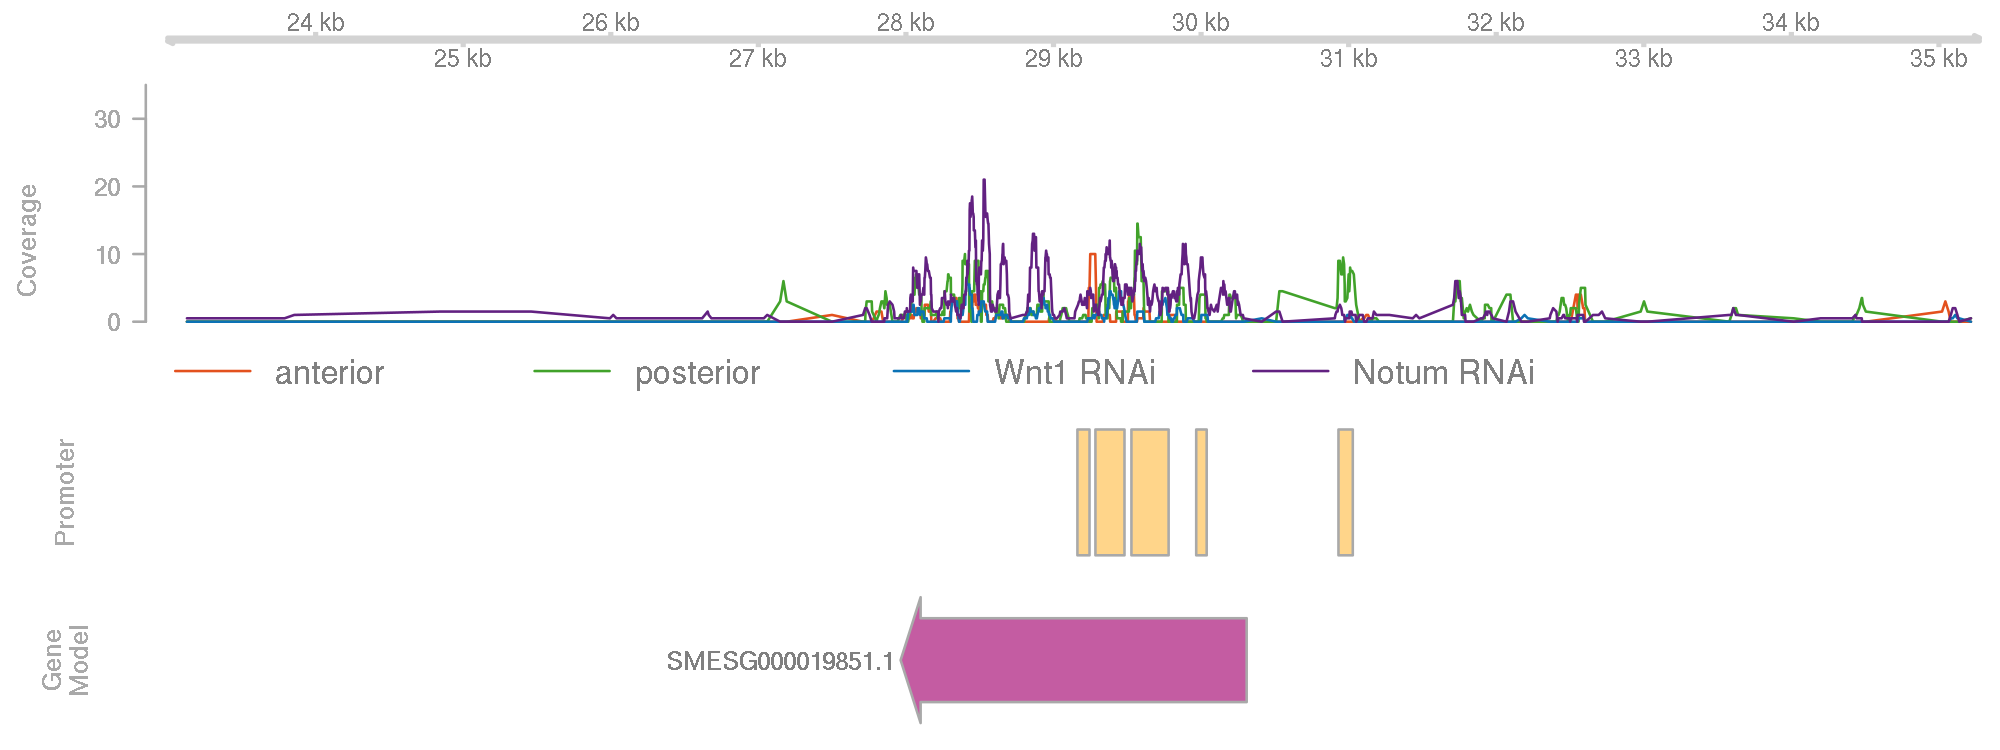 24 kb 26 kb 28 kb 30 kb 32 kb 34 kb
25 kb 27 kb 29 kb 31 kb 33 kb 35 kb
30
20
10
0
Coverage
anterior posterior Wnt1 RNAi Notum RNAi
Promoter
Gene
Model
SMESG000019851.1